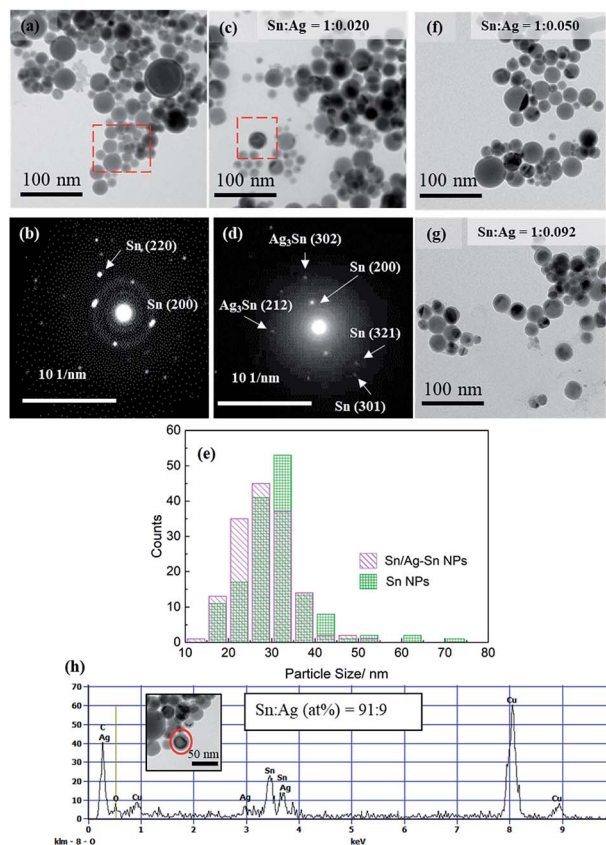 (a)
(c)
Sn:Ag = 1:0.020
(f)
Sn:Ag = 1:0.050
100 nm
100 nm
100 nm
(b)
Sn, (220)
Sn (200)
10 1/nm
(d)
Ag₃Sn (302)
Sn (200)
Ag₃Sn (212)
Sn (321)
10 1/nm
Sn (301)
(g)
Sn:Ag = 1:0.092
100 nm
(e)
60
50
40
30
20
10
0
Counts
Sn/Ag-Sn NPs
Sn NPs
10 20 30 40 50 60 70 80
Particle Size/ nm
(h)
70
60
50
40
30
20
10
0
C
Ag
O
Cu
50 nm
Sn:Ag (at%) = 91:9
Ag
Sn
Sn
Ag
Cu
Cu
0 1 2 3 4 5 6 7 8 9
klm - 8 - O
keV